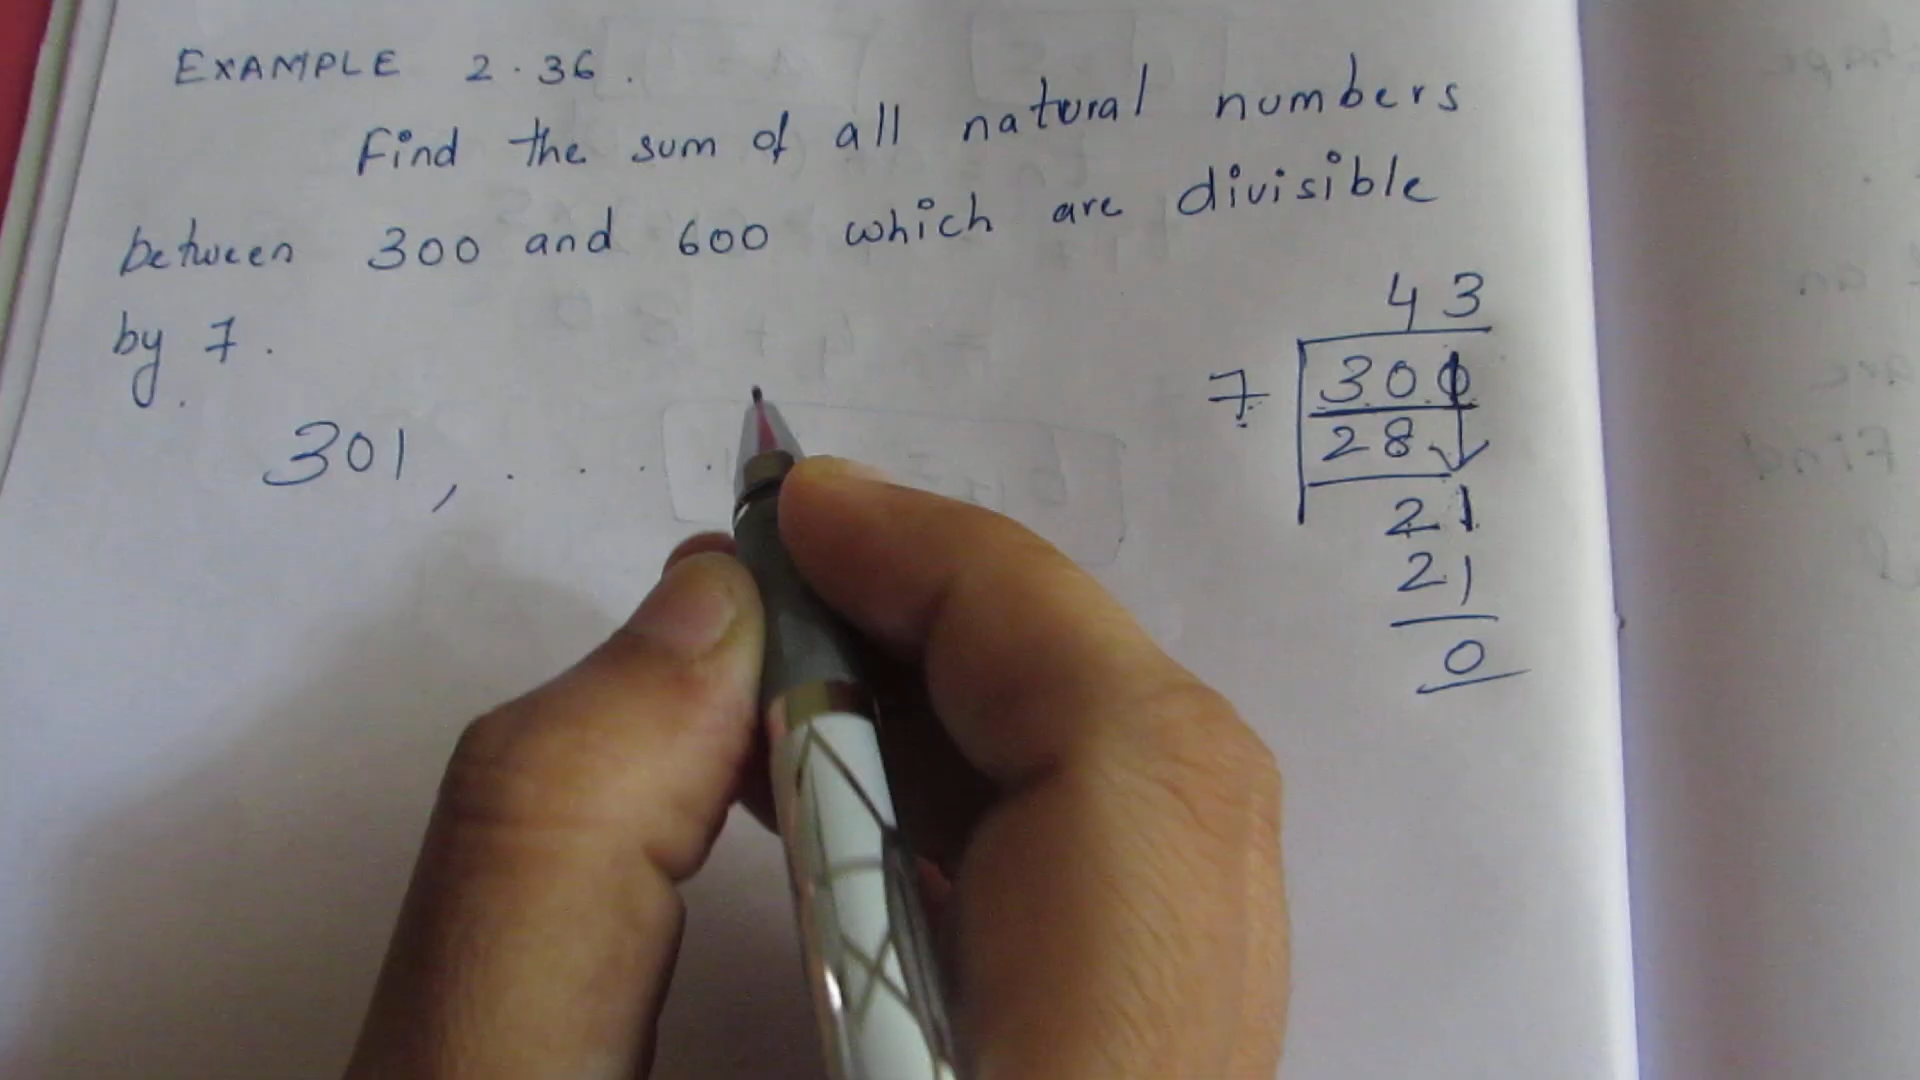 EXAMPLE 2.36.
Find the sum of all natural numbers
between 300 and 600 which are divisible
by 7.
301, . . . .
43
7 301
28
21
21
0